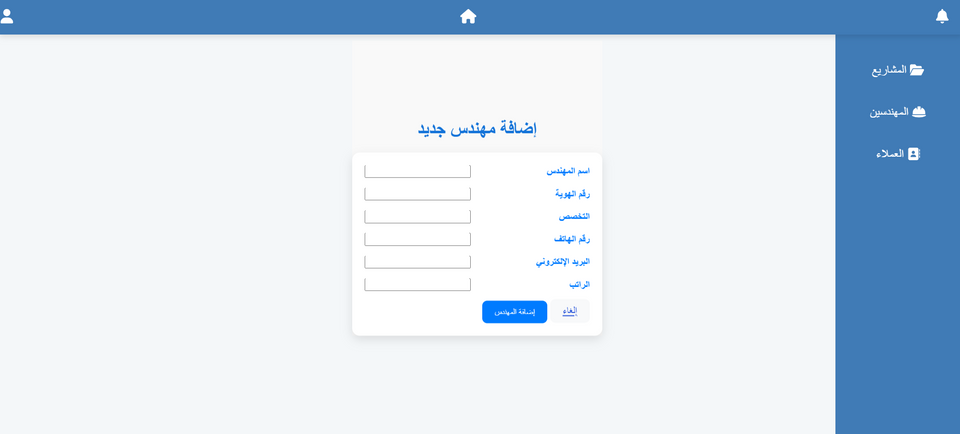 المشاريع
المهندسين
العملاء
إضافة مهندس جديد
اسم المهندس
رقم الهوية
التخصص
رقم الهاتف
البريد الإلكتروني
الراتب
إلغاء
إضافة المهندس